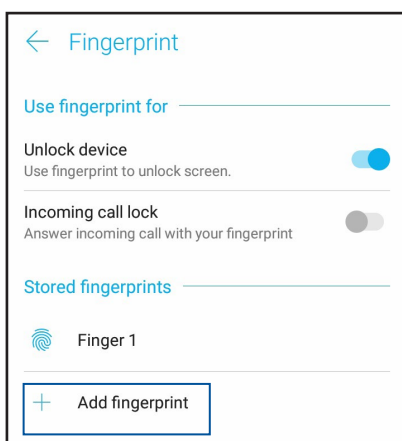 Fingerprint
Use fingerprint for
Unlock device
Use fingerprint to unlock screen.
Incoming call lock
Answer incoming call with your fingerprint
Stored fingerprints
Finger 1
Add fingerprint